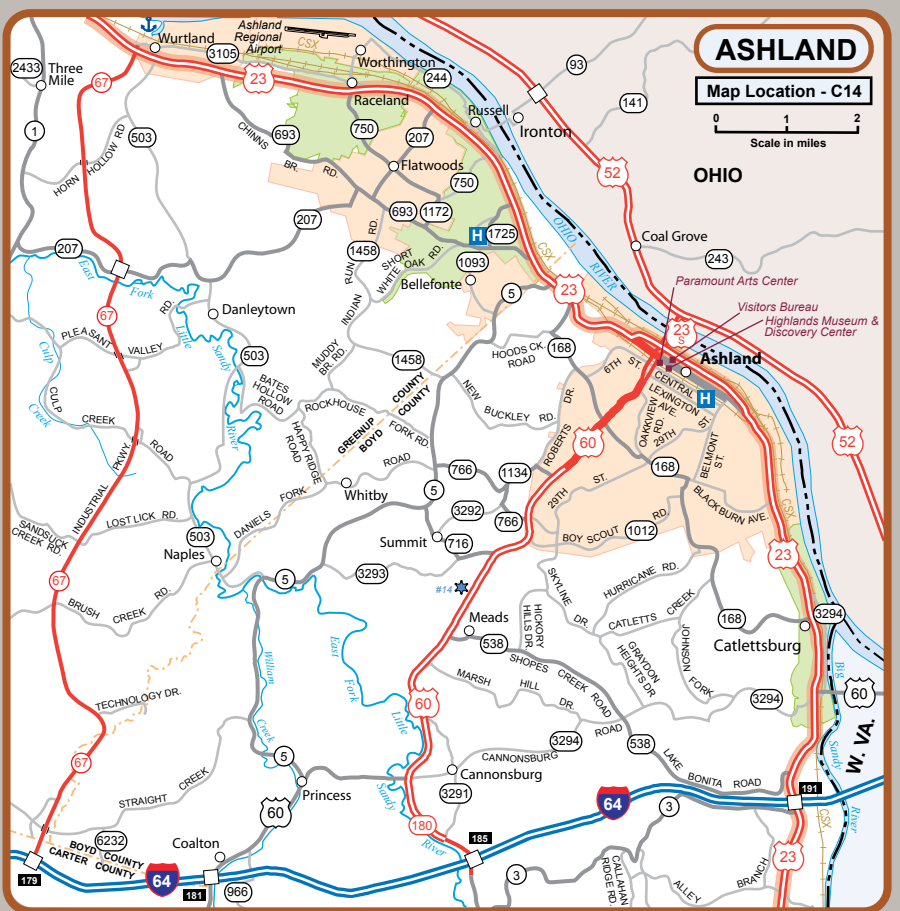 ASHLAND
Map Location - C14
0 1 2
Scale in miles
OHIO
Ashland
Regional
Airport
CSX
Wurtland
3105
23
Worthington
244
93
2433
Three
Mile
67
Raceland
Russell
Ironton
141
1
503
HORN HOLLOW RD
CHINNS BR. RD.
693
750
207
Flatwoods
750
52
207
693
1172
RUN RD.
1458
H
1725
SHORT
WHITE OAK RD.
1093
Bellefonte
OHIO RIVER
CSX
Coal Grove
243
207
East Fork
Danleytown
INDIAN
5
23
Paramount Arts Center
Visitors Bureau
Highlands Museum &
Discovery Center
23
S
Ashland
67
PLEASANT VALLEY RD.
Little Sandy River
503
MUDDY
BR. RD.
1458
HOODS CK.
ROAD
168
6TH ST.
CENTRAL
LEXINGTON
AVE.
H
Culp Creek
CULP CREEK ROAD
BATES
HOLLOW
ROAD
ROCKHOUSE FORK RD.
GREENUP COUNTY
BOYD COUNTY
NEW BUCKLEY RD.
ROBERTS DR.
60
OAKVIEW
RD.
29TH ST.
BELMONT
ST.
52
HAPPY RIDGE
ROAD
INDUSTRIAL PKWY.
766
1134
168
Whitby
DANIELS FORK ROAD
5
29TH ST.
BLACKBURN AVE.
CSX
SANDSUCK
CREEK RD.
LOST LICK RD.
503
3292
766
BOY SCOUT RD.
1012
Naples
Summit
716
23
67
5
3293
#14
SKYLINE DR.
HURRICANE RD.
BRUSH CREEK RD.
Meads
538
HICKORY
HILLS DR
CATLETTS CREEK
168
3294
Catlettsburg
William Creek
East Fork Little Sandy River
SHOPES CREEK ROAD
GRAYDON
HEIGHTS DR
JOHNSON FORK
MARSH HILL DR.
3294
Big Sandy River
60
W. VA.
TECHNOLOGY DR.
60
67
5
3294
CANNONSBURG ROAD
538
LAKE BONITA ROAD
Cannonsburg
3291
STRAIGHT CREEK
Princess
60
191
64
3
CSX
180
6232
BOYD COUNTY
CARTER COUNTY
Coalton
185
23
179
64
181
966
3
CALLAHAN
RIDGE RD.
ALLEY BRANCH